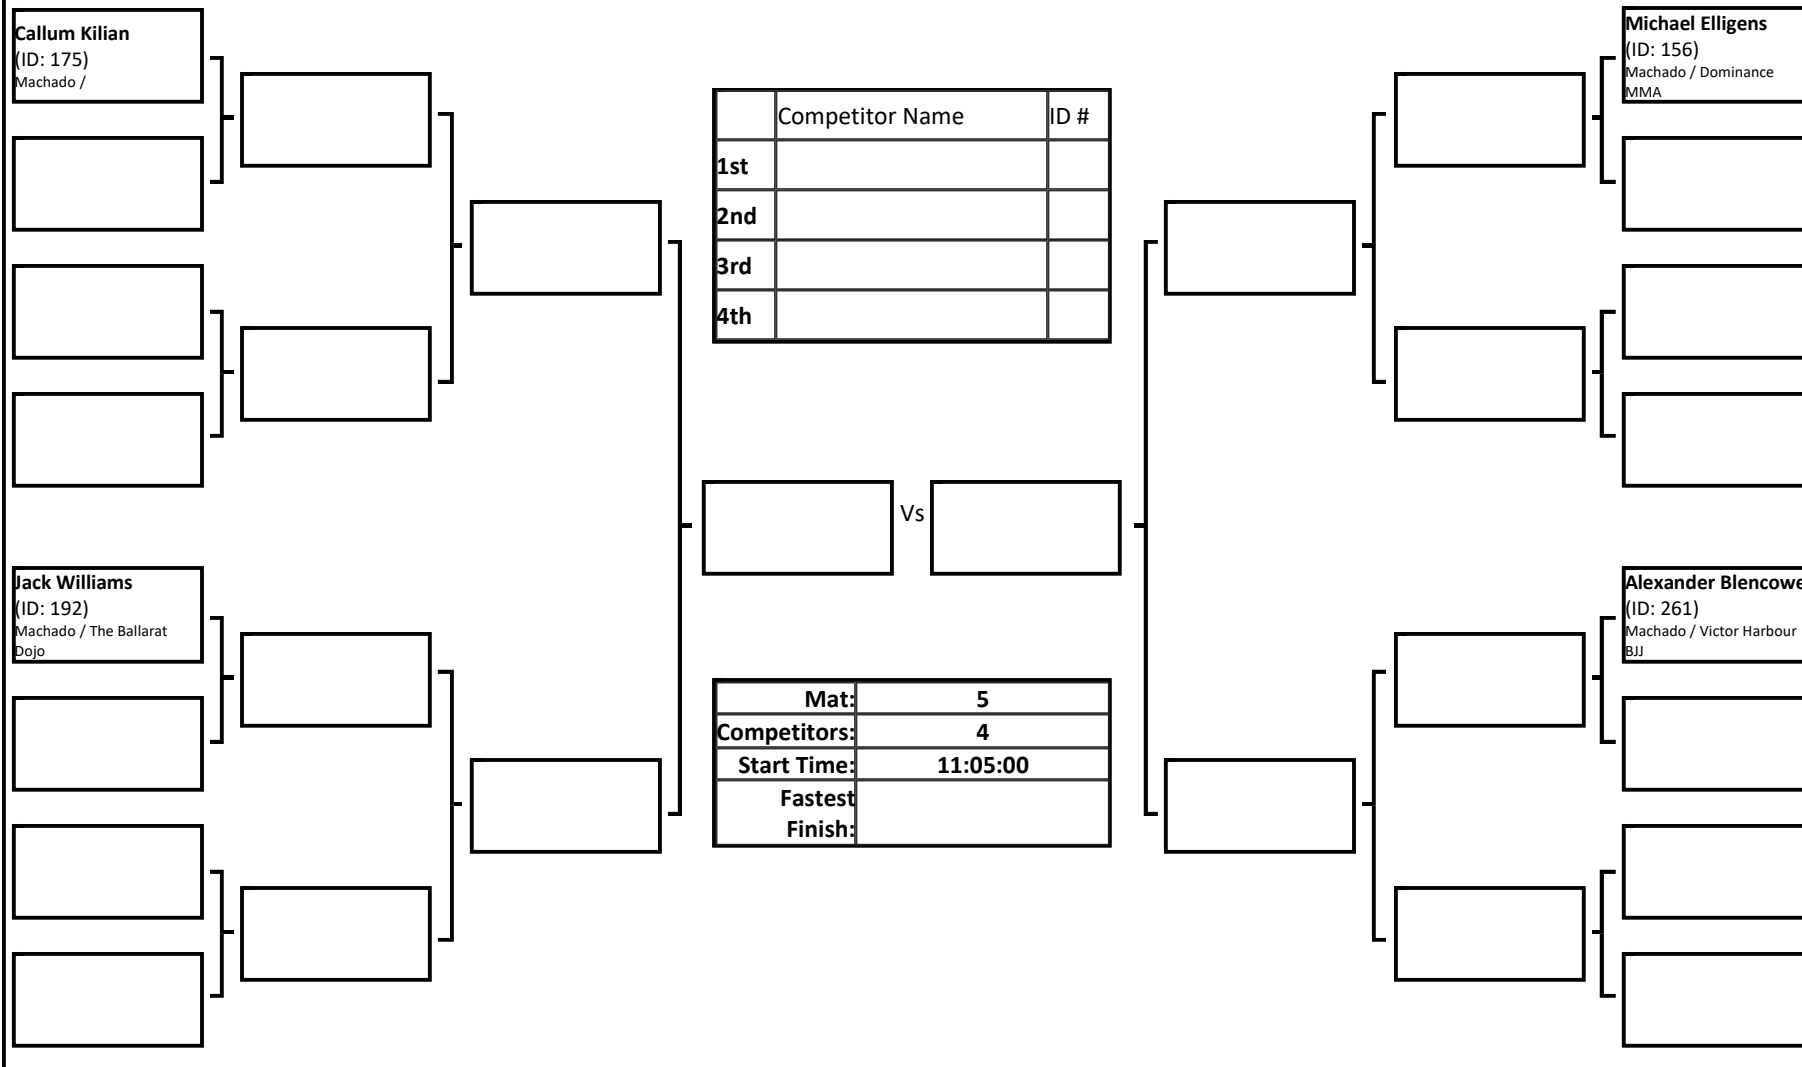 Callum Kilian
(ID: 175)
Machado /
Jack Williams
(ID: 192)
Machado / The Ballarat
Dojo
Competitor Name ID #
1st
2nd
3rd
4th
Vs
Mat: 5
Competitors: 4
Start Time: 11:05:00
Fastest
Finish:
Michael Elligens
(ID: 156)
Machado / Dominance
MMA
Alexander Blencowe
(ID: 261)
Machado / Victor Harbour
BJJ